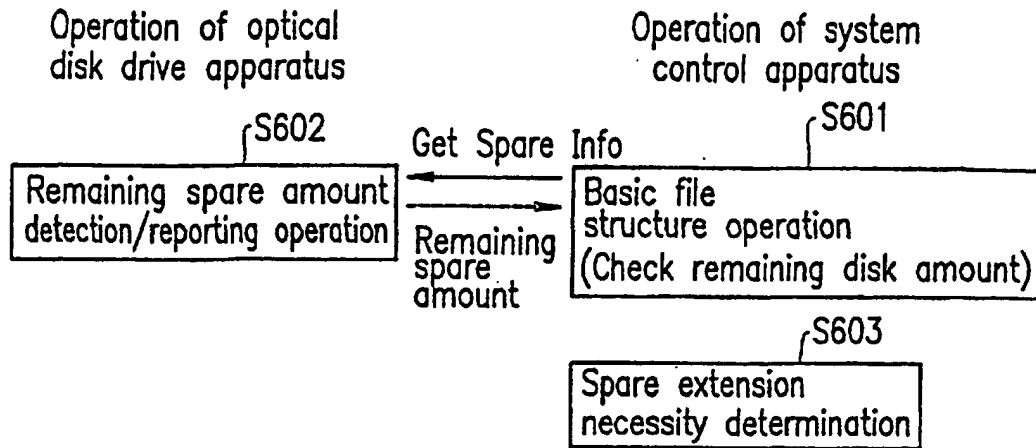 Operation of optical
disk drive apparatus
Operation of system
control apparatus
S602
Get Spare Info
S601
Remaining spare amount
detection/reporting operation
Remaining
spare
amount
Basic file
structure operation
(Check remaining disk amount)
S603
Spare extension
necessity determination